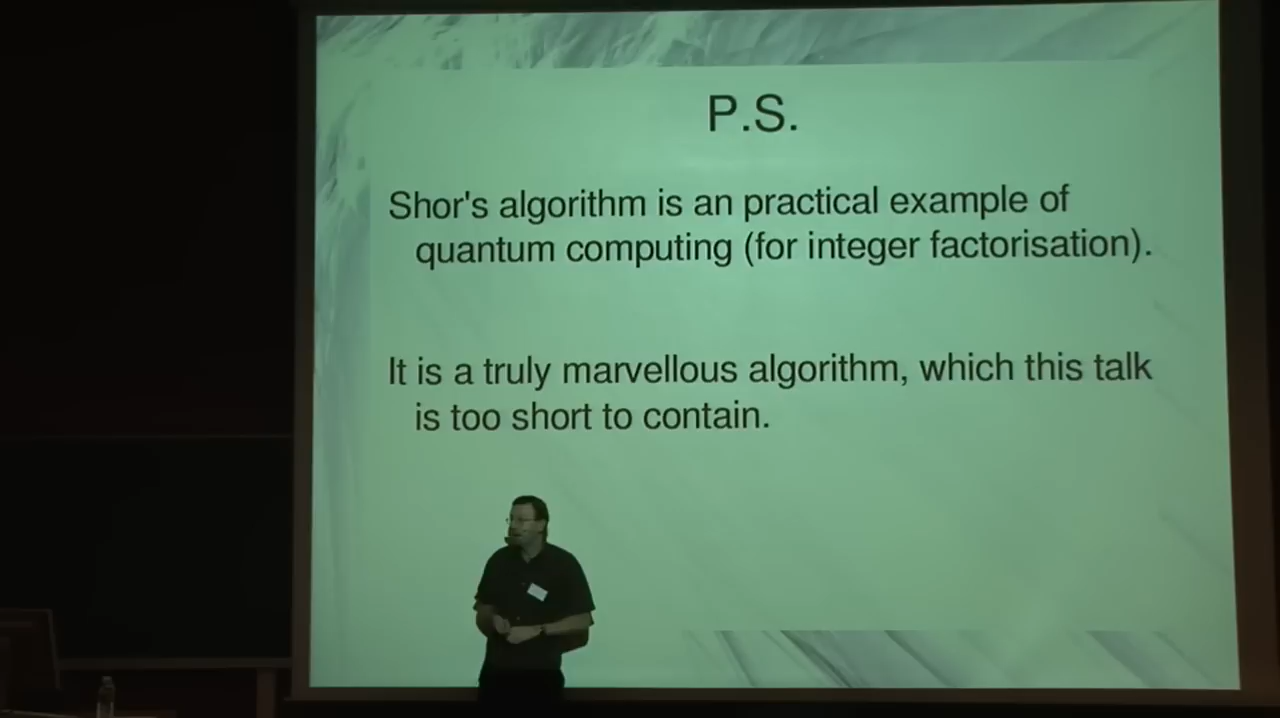 P.S.
Shor's algorithm is an practical example of
quantum computing (for integer factorisation).
It is a truly marvellous algorithm, which this talk
is too short to contain.